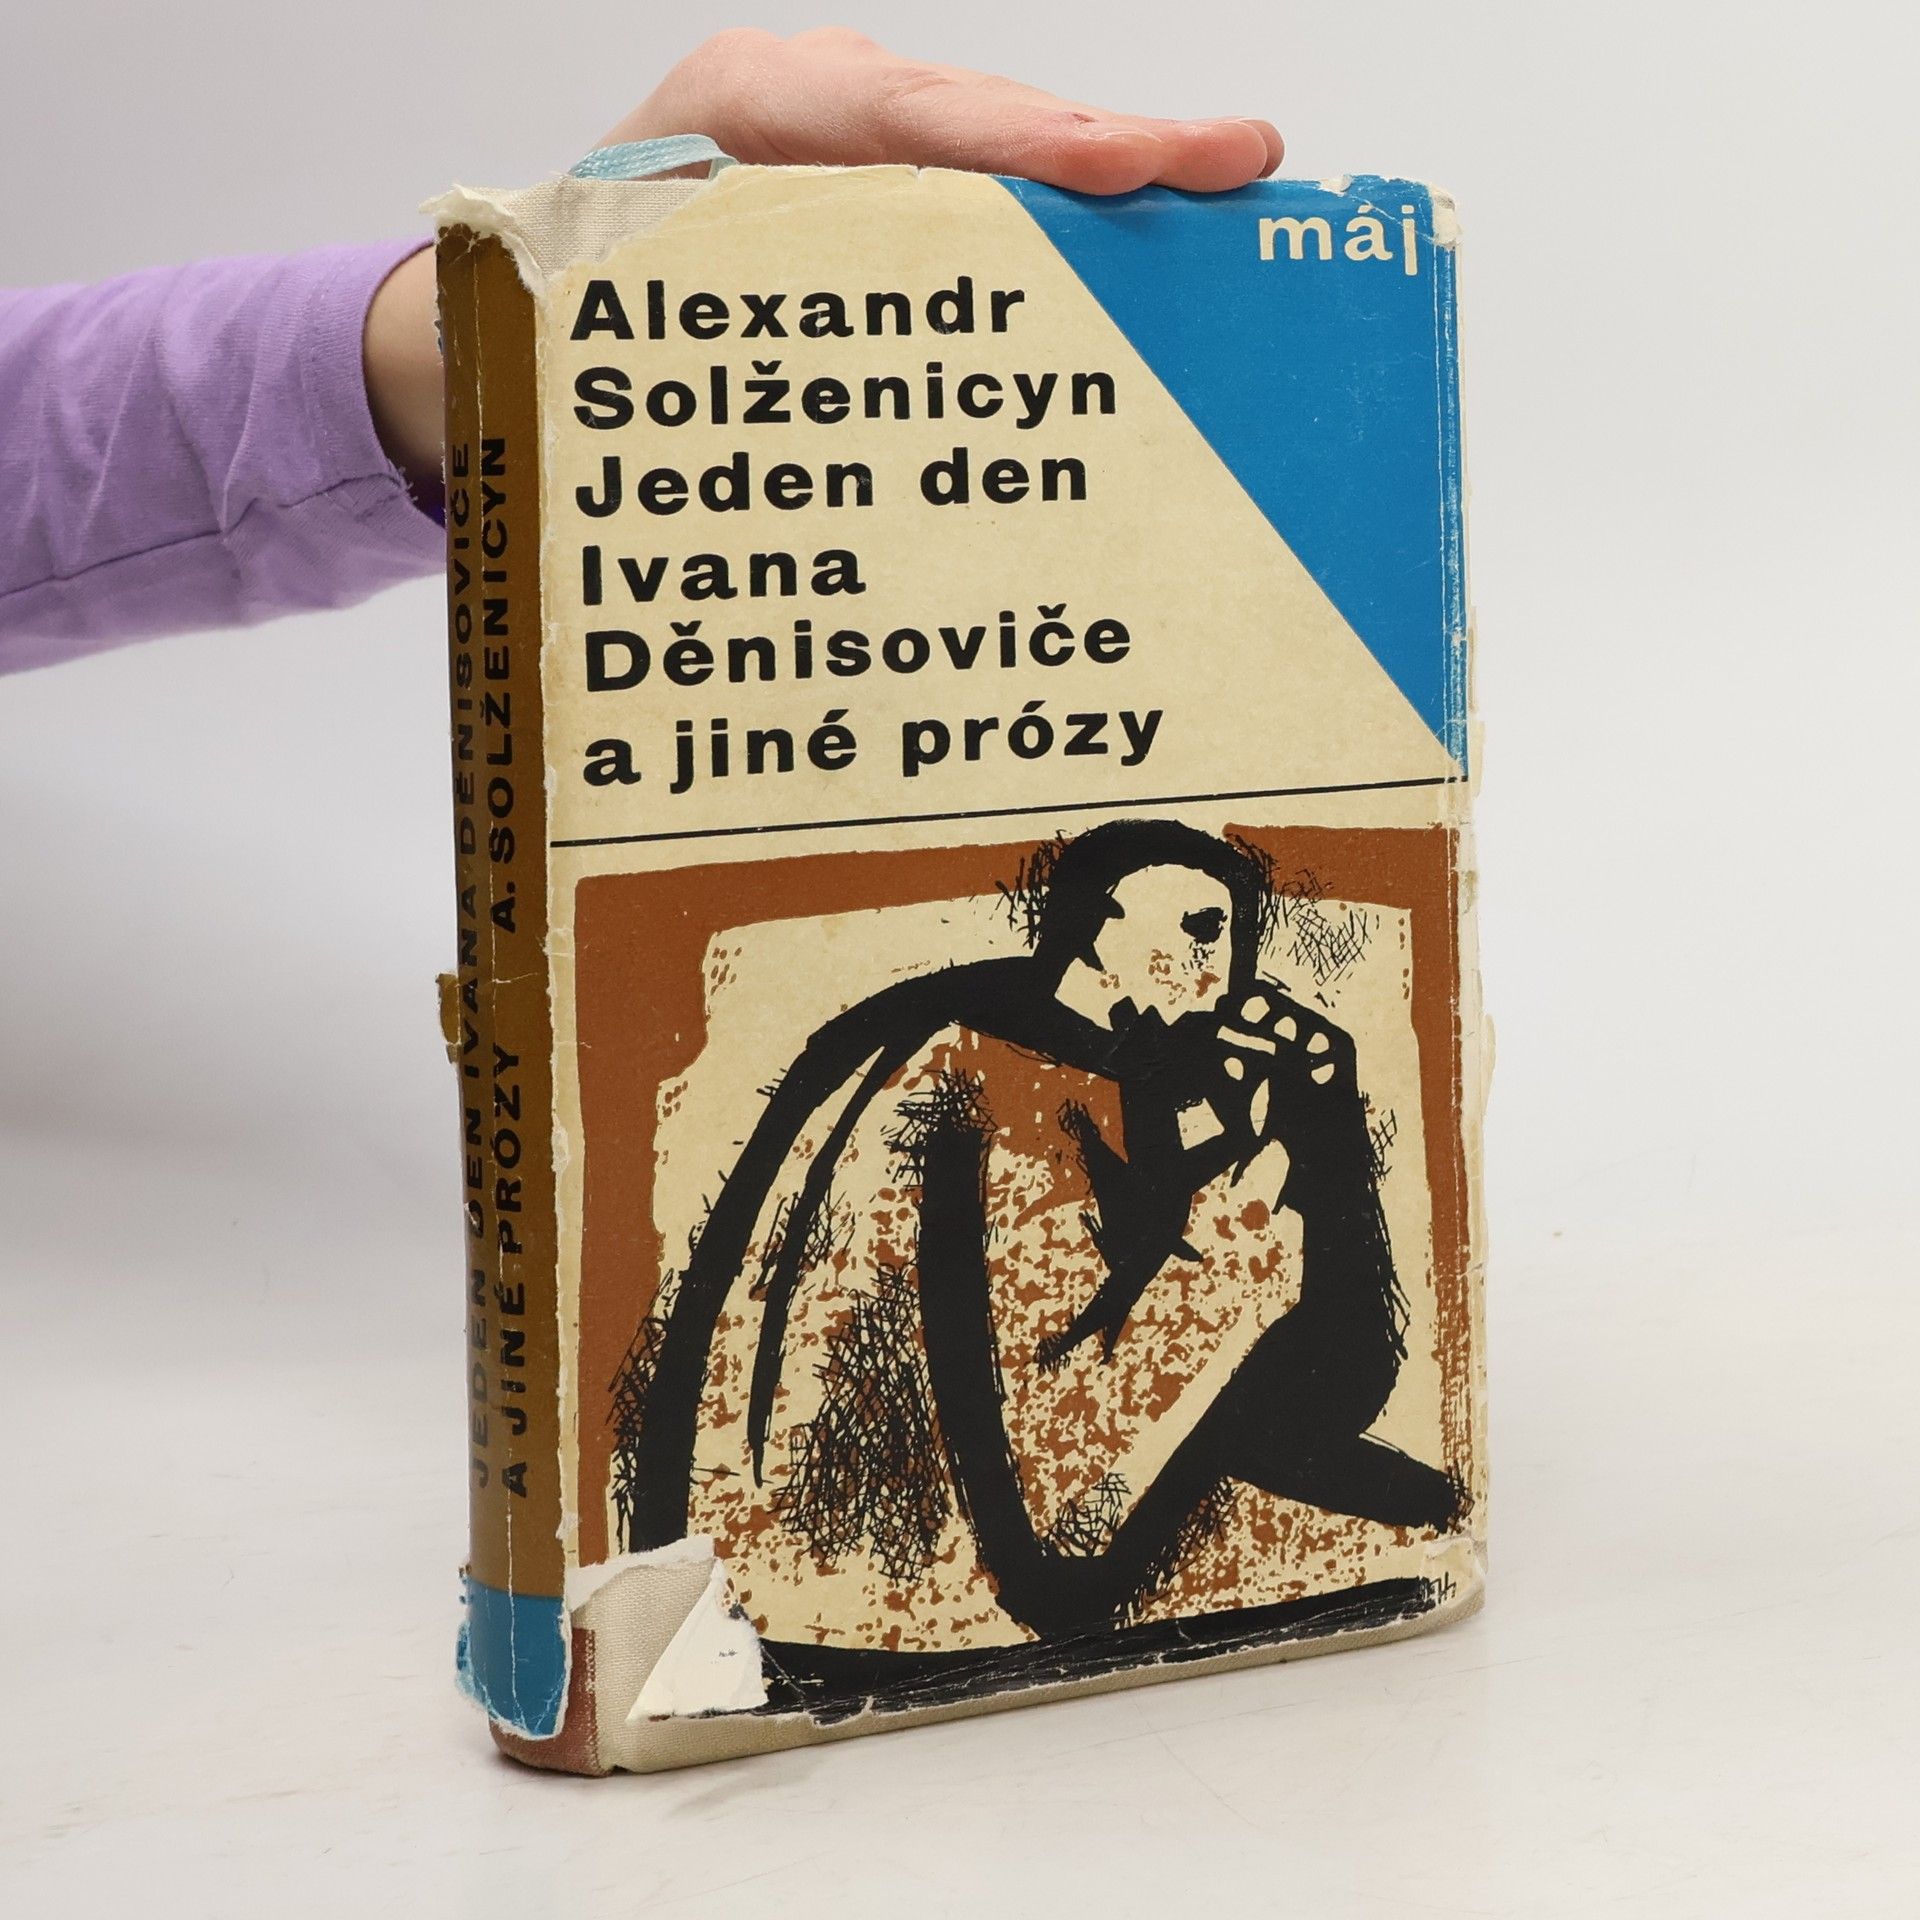 máj
Alexandr
Solženicyn
Jeden den
Ivana
Děnisoviče
a jiné prózy
JEDEN DEN IVANA DĚNISOVIČE
A JINÉ PRÓZY A. SOLŽENICYN